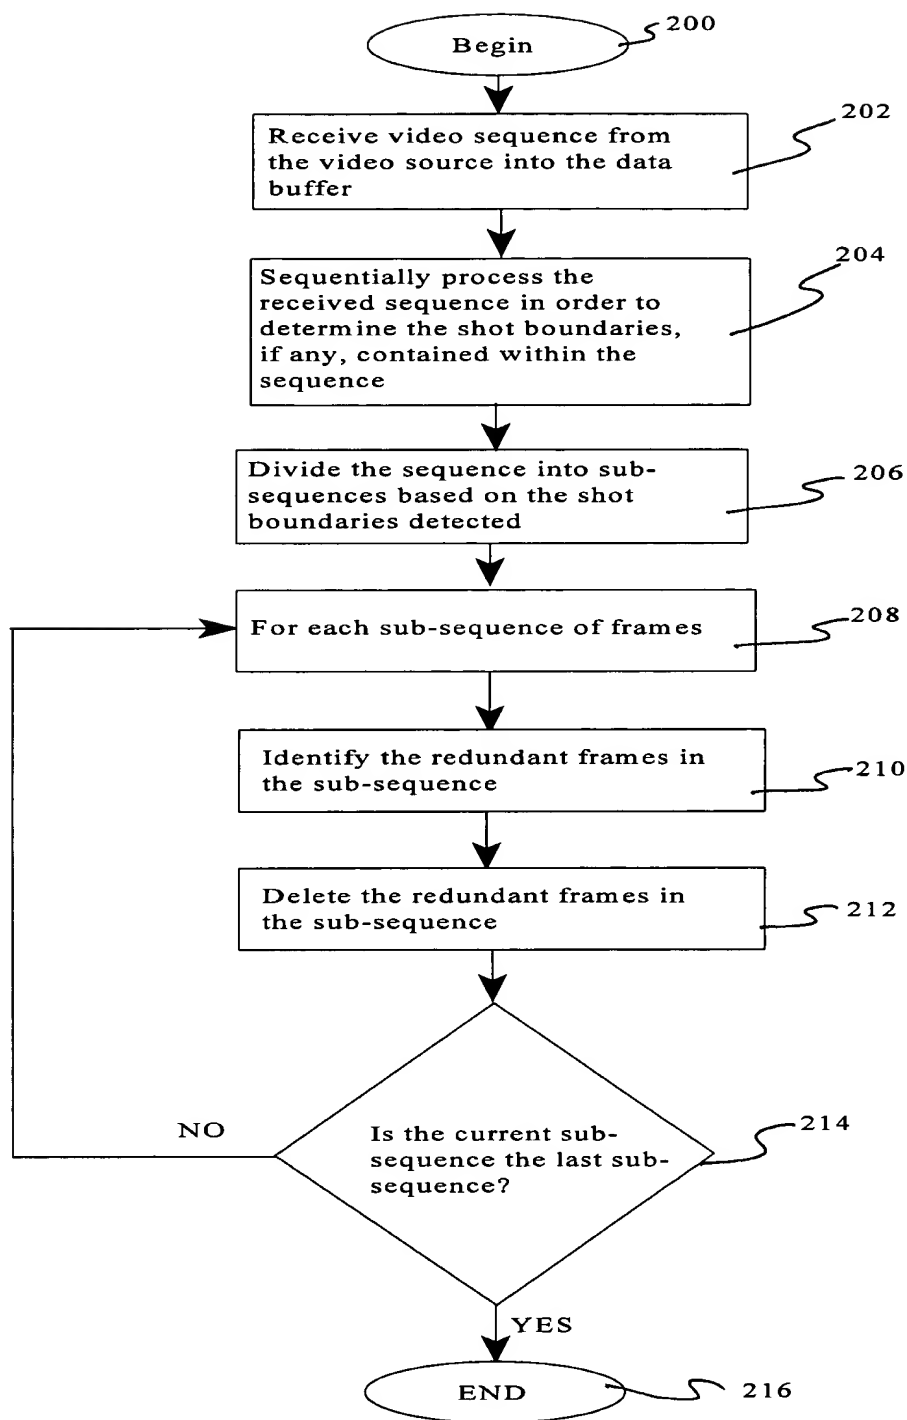 Begin
200
Receive video sequence from
the video source into the data
buffer
202
Sequentially process the
received sequence in order to
determine the shot boundaries,
if any, contained within the
sequence
204
Divide the sequence into sub-
sequences based on the shot
boundaries detected
206
For each sub-sequence of frames
208
Identify the redundant frames in
the sub-sequence
210
Delete the redundant frames in
the sub-sequence
212
NO
Is the current sub-
sequence the last sub-
sequence?
214
YES
END
216